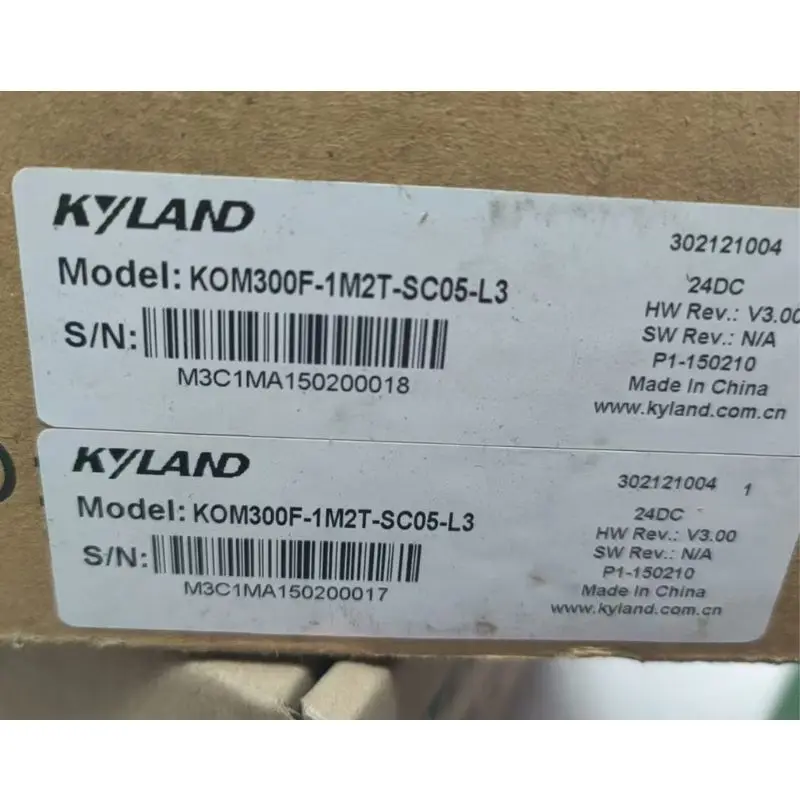 KYLAND
Model: KOM300F-1M2T-SC05-L3
S/N:
M3C1MA150200018
302121004
24DC
HW Rev.: V3.00
SW Rev.: N/A
P1-150210
Made In China
www.kyland.com.cn
KYLAND
Model: KOM300F-1M2T-SC05-L3
S/N:
M3C1MA150200017
302121004 1
24DC
HW Rev.: V3.00
SW Rev.: N/A
P1-150210
Made In China
www.kyland.com.cn